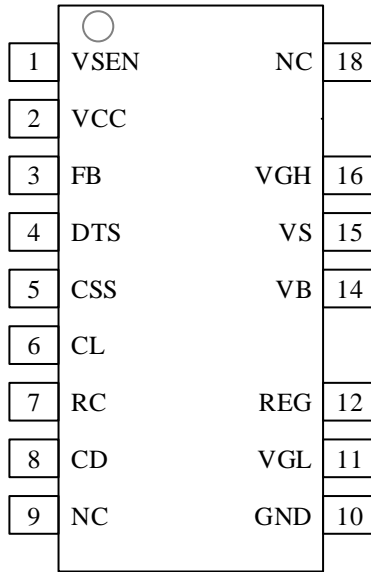 1 VSEN NC 18
2 VCC
3 FB VGH 16
4 DTS VS 15
5 CSS VB 14
6 CL
7 RC REG 12
8 CD VGL 11
9 NC GND 10